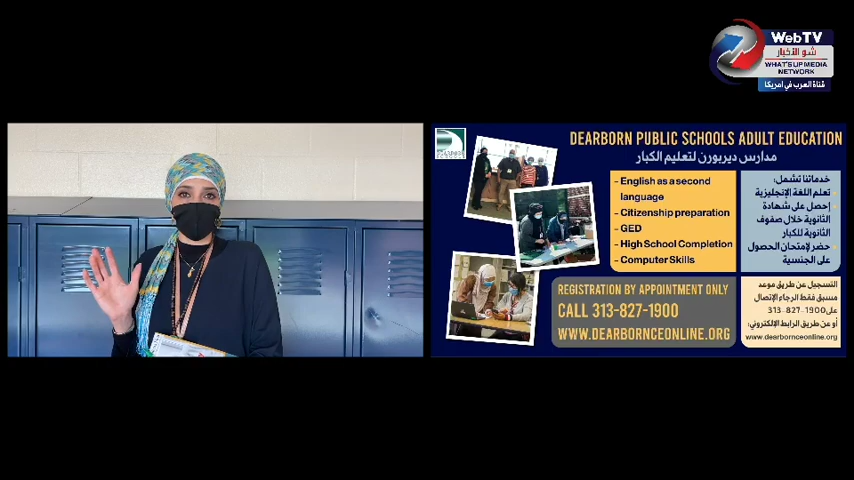 WebTV
شو الأخبار
WHAT'S UP MEDIA
NETWORK
قناة العرب في امريكا
DEARBORN PUBLIC SCHOOLS ADULT EDUCATION
مدارس ديربورن لتعليم الكبار
- English as a second
language
- Citizenship preparation
- GED
- High School Completion
- Computer Skills
خدماتنا تشمل:
تعلم اللغة الإنجليزية
إحصل على شهادة
الثانوية خلال صفوف
الثانوية للكبار
حضر لإمتحان الحصول
على الجنسية
REGISTRATION BY APPOINTMENT ONLY
CALL 313-827-1900
WWW.DEARBORNCEONLINE.ORG
التسجيل عن طريق موعد
مسبق فقط الرجاء الإتصال
على 1900-827-313
أو عن طريق الرابط الإلكتروني:
www.dearbornceonline.org